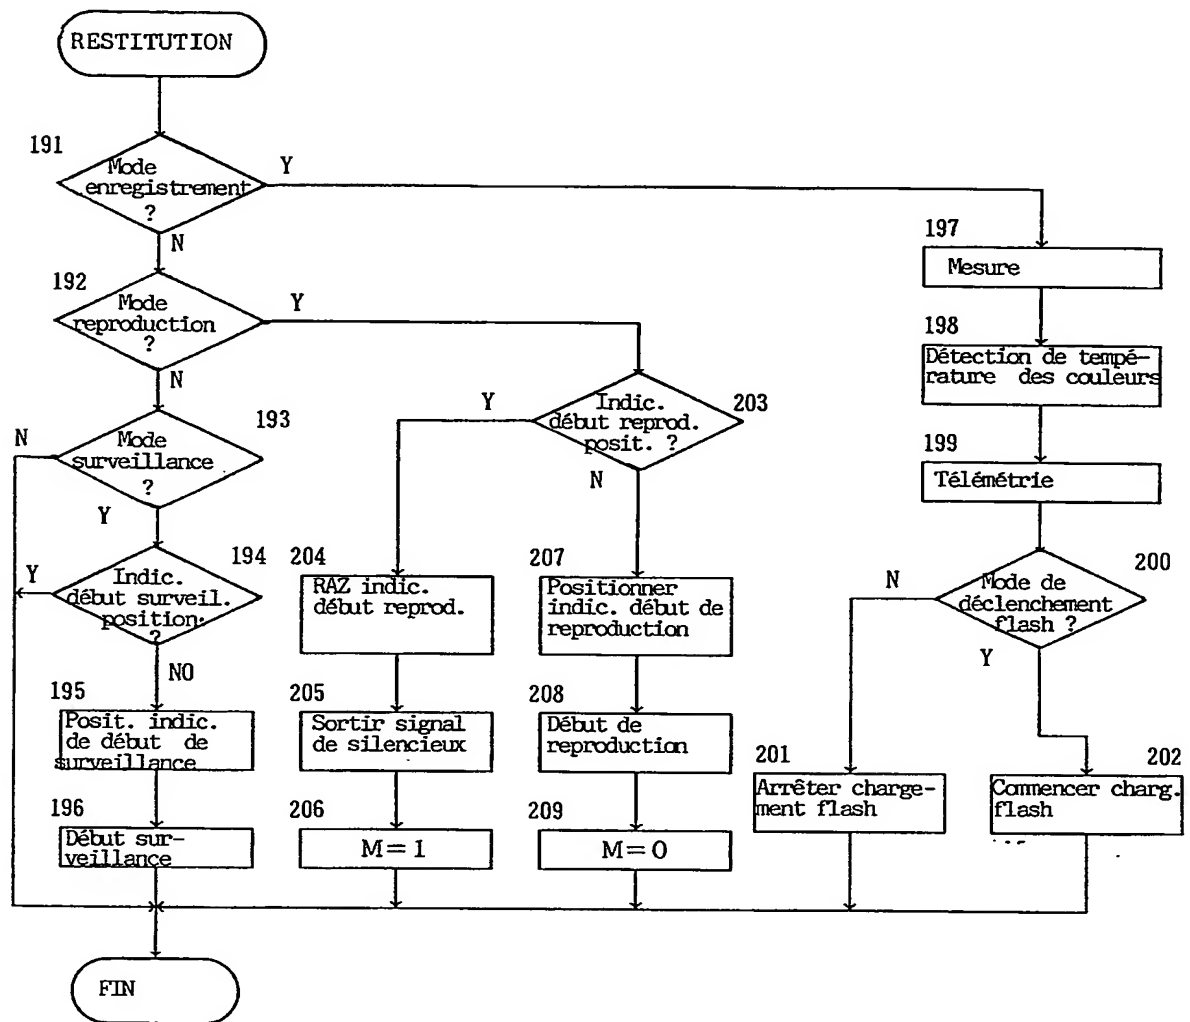 RESTITUTION
191
Mode
enregistrement
?
Y
N
192
Mode
reproduction
?
Y
N
193
Mode
surveillance
?
N
Y
194
Indic.
début surveil.
position.
?
Y
NO
195
Posit. indic.
de début de
surveillance
196
Début sur-
veillance
FIN
203
Indic.
début reprod.
posit. ?
Y
N
204
RAZ indic.
début reprod.
205
Sortir signal
de silencieux
206
M=1
207
Positionner
indic. début de
reproduction
208
Début de
reproduction
209
M=0
197
Mesure
198
Détection de tempé-
rature des couleurs
199
Télémétrie
200
Mode de
déclenchement
flash ?
N
Y
201
Arrêter charge-
ment flash
202
Commencer charg.
flash